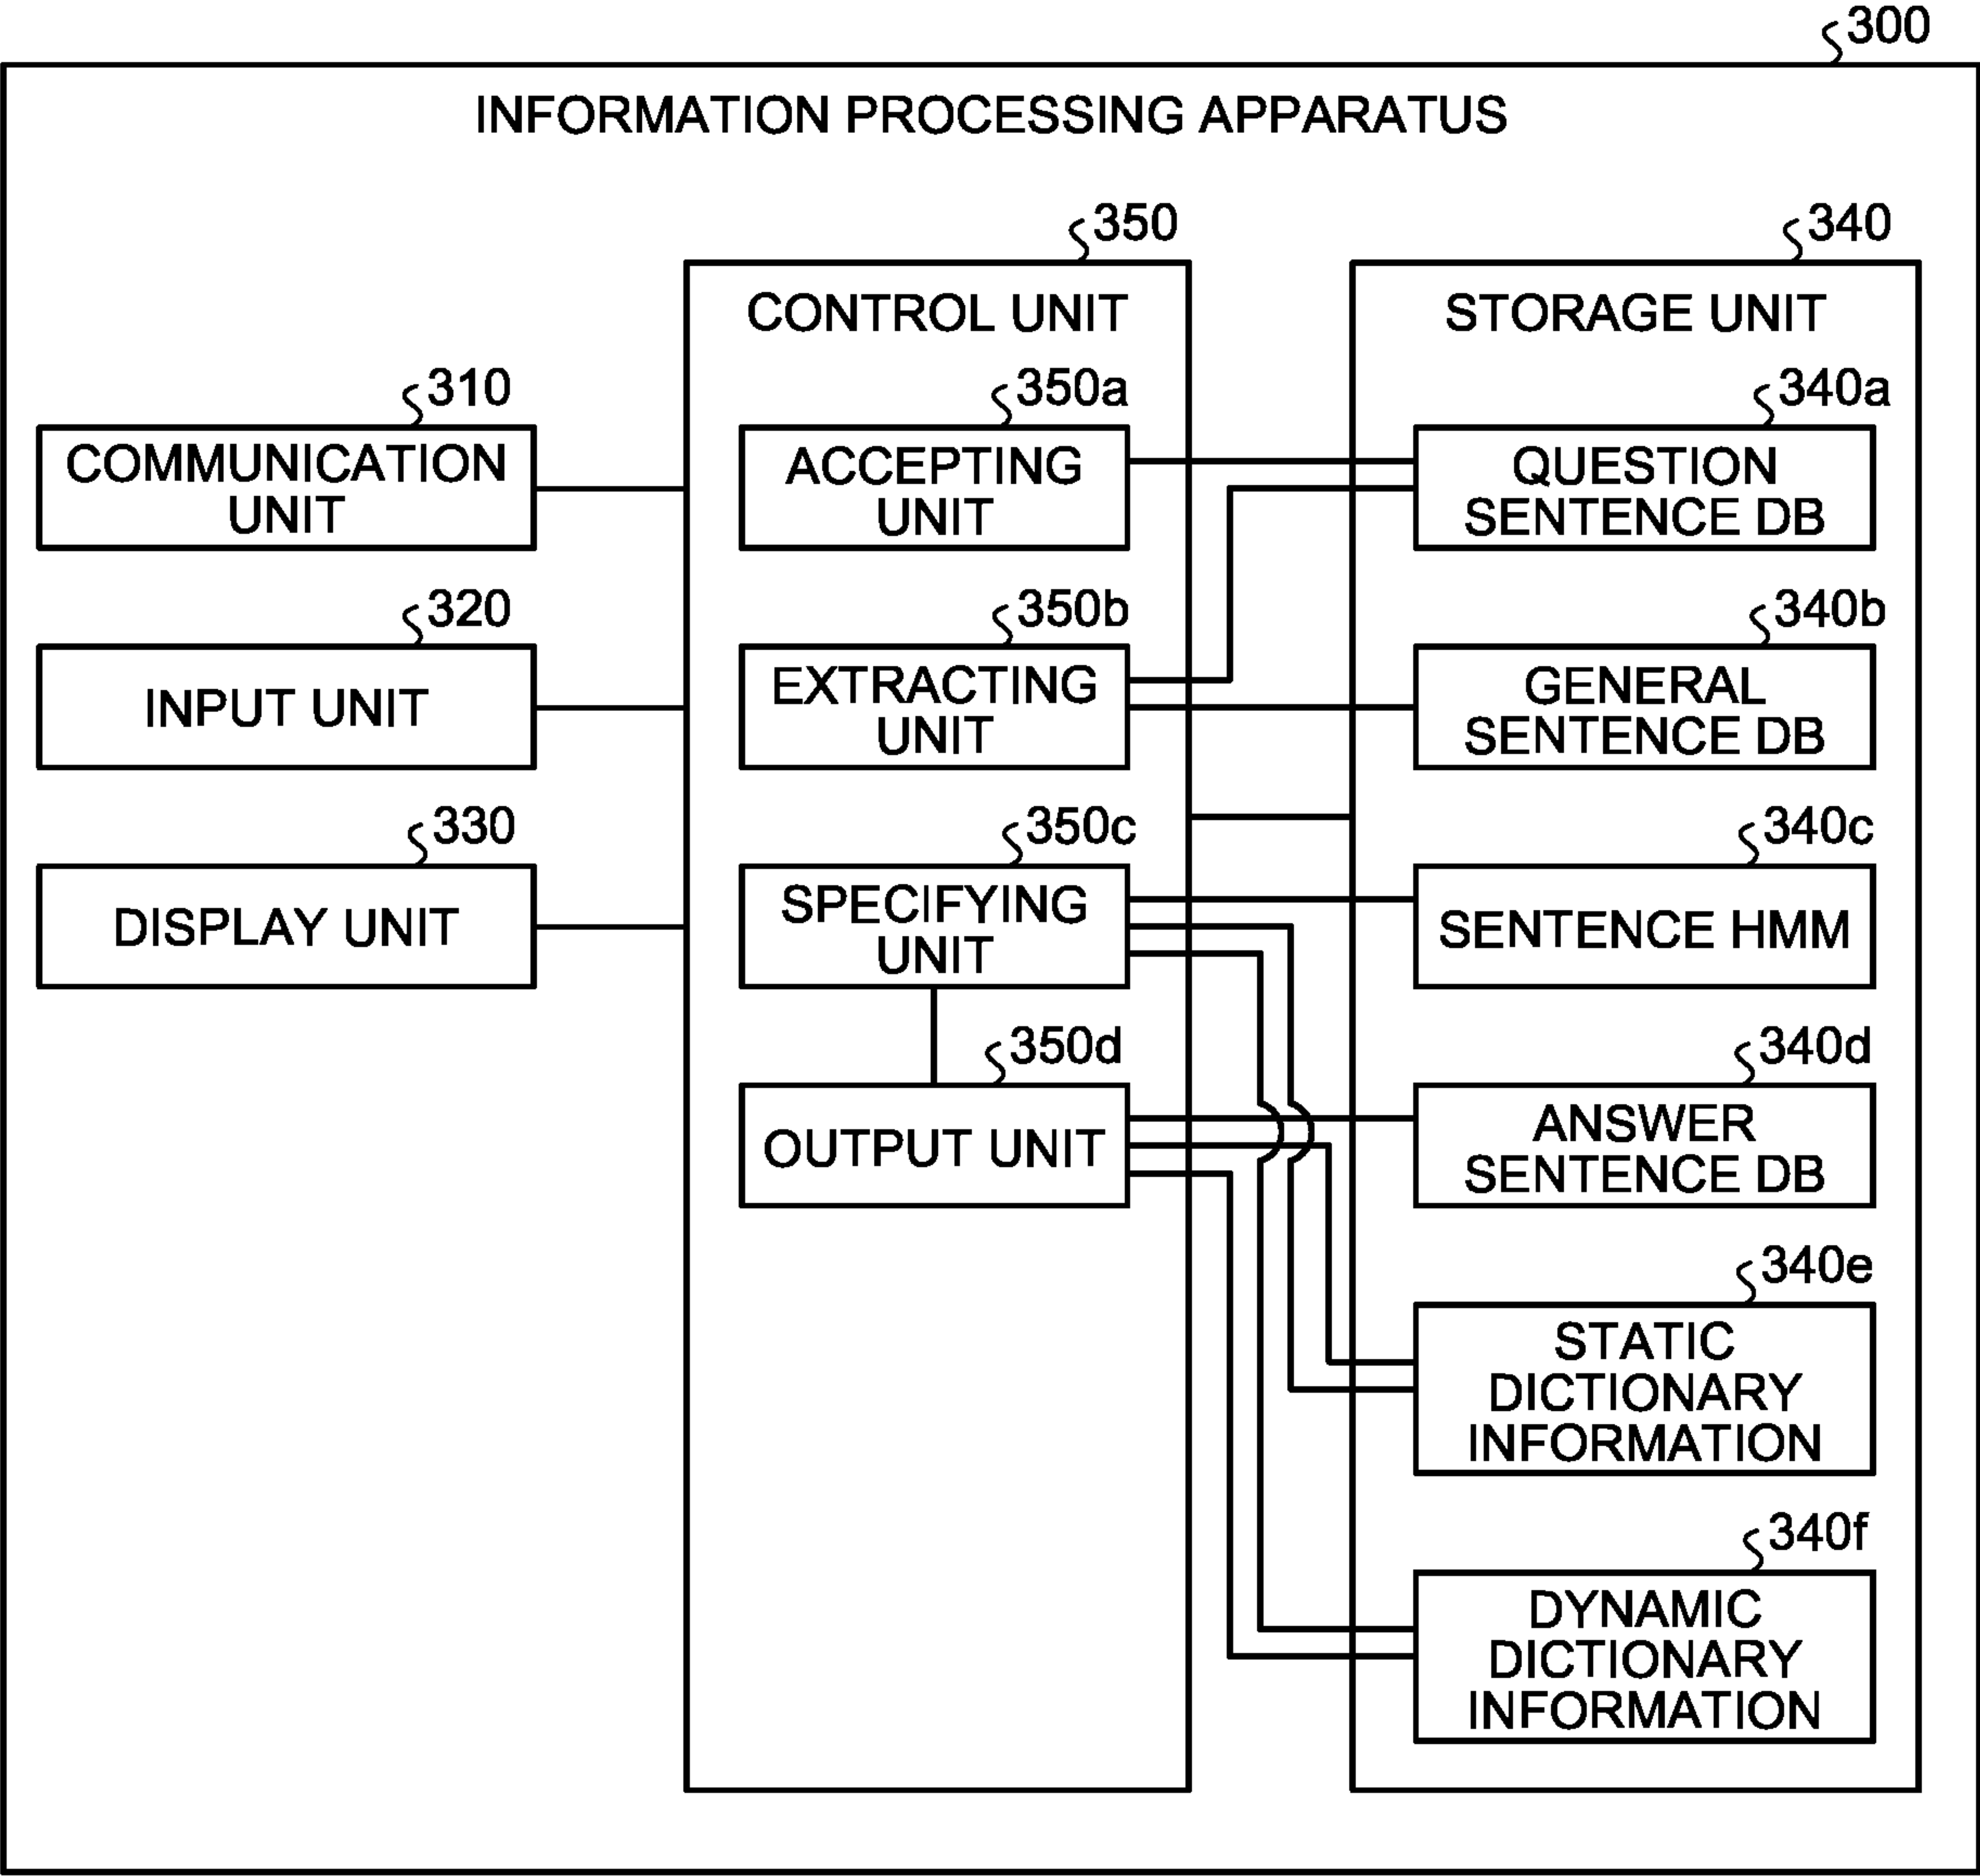 300
INFORMATION PROCESSING APPARATUS
350
CONTROL UNIT
340
STORAGE UNIT
310
COMMUNICATION
UNIT
350a
ACCEPTING
UNIT
340a
QUESTION
SENTENCE DB
320
INPUT UNIT
350b
EXTRACTING
UNIT
340b
GENERAL
SENTENCE DB
330
DISPLAY UNIT
350c
SPECIFYING
UNIT
340c
SENTENCE HMM
350d
OUTPUT UNIT
340d
ANSWER
SENTENCE DB
340e
STATIC
DICTIONARY
INFORMATION
340f
DYNAMIC
DICTIONARY
INFORMATION